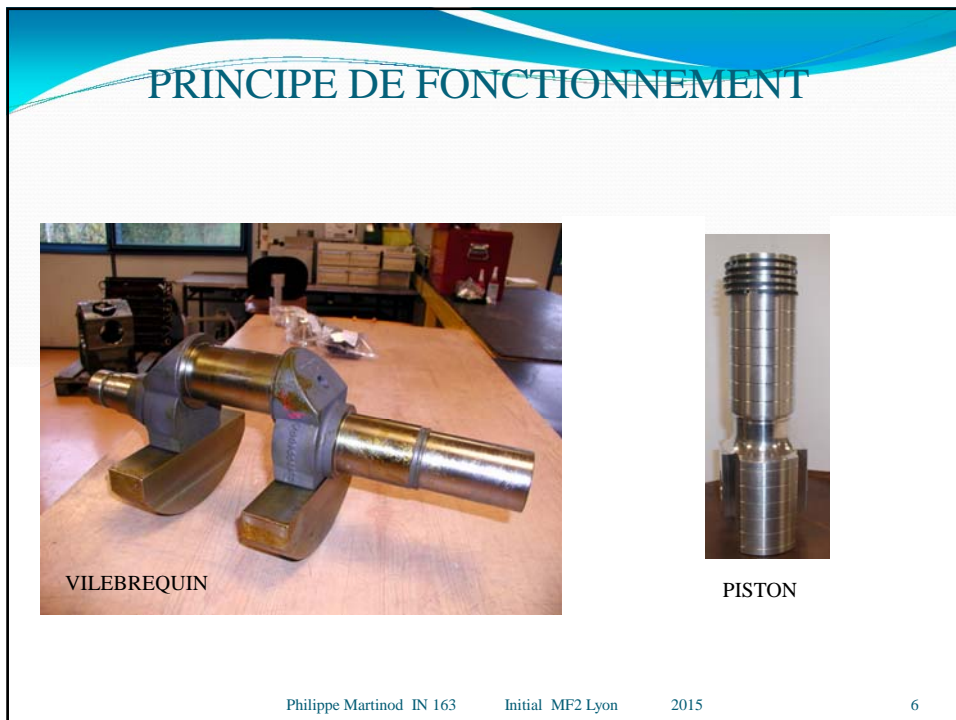 PRINCIPE DE FONCTIONNEMENT
VILEBREQUIN
PISTON
Philippe Martinod IN 163 Initial MF2 Lyon 2015 6